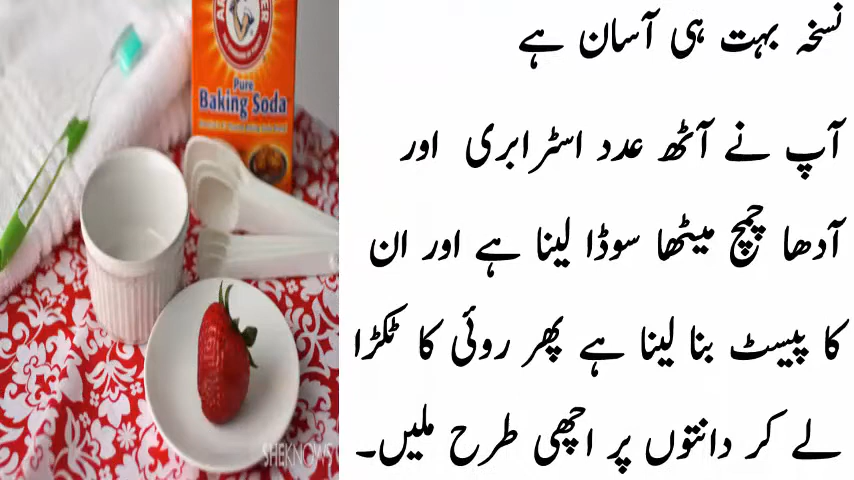 ARM
HAMMER
Pure
Baking Soda
SHEKNOWS
نسخہ بہت ہی آسان ہے
آپ نے آٹھ عدد اسٹرابری اور
آدھا چمچ میٹھا سوڈا لینا ہے اور ان
کا پیسٹ بنا لینا ہے پھر روئی کا ٹکڑا
لے کر دانتوں پر اچھی طرح ملیں۔